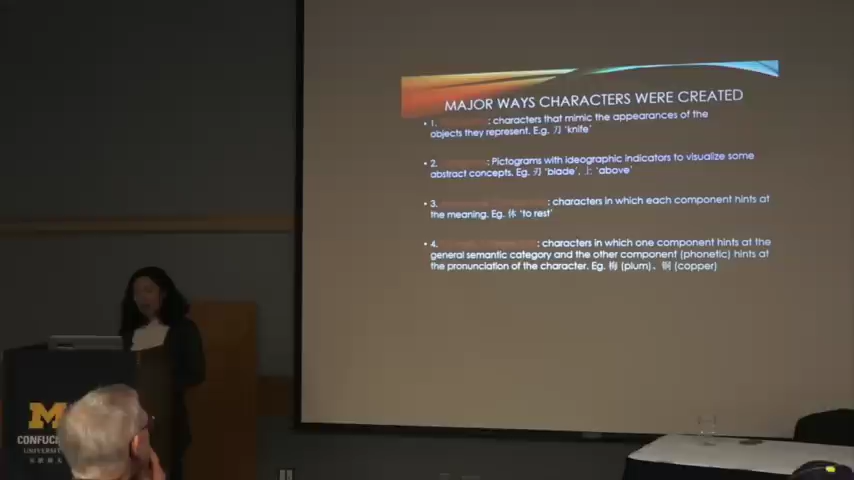 MAJOR WAYS CHARACTERS WERE CREATED
• 1. : characters that mimic the appearances of the
objects they represent. E.g. 刀 'knife'
• 2. : Pictograms with ideographic indicators to visualize some
abstract concepts. Eg. 刃 'blade', 上 'above'
• 3. : characters in which each component hints at
the meaning. Eg. 休 'to rest'
• 4. : characters in which one component hints at the
general semantic category and the other component (phonetic) hints at
the pronunciation of the character. Eg. 梅 (plum)、 铜 (copper)
M
CONFUC
UNIVERSIT